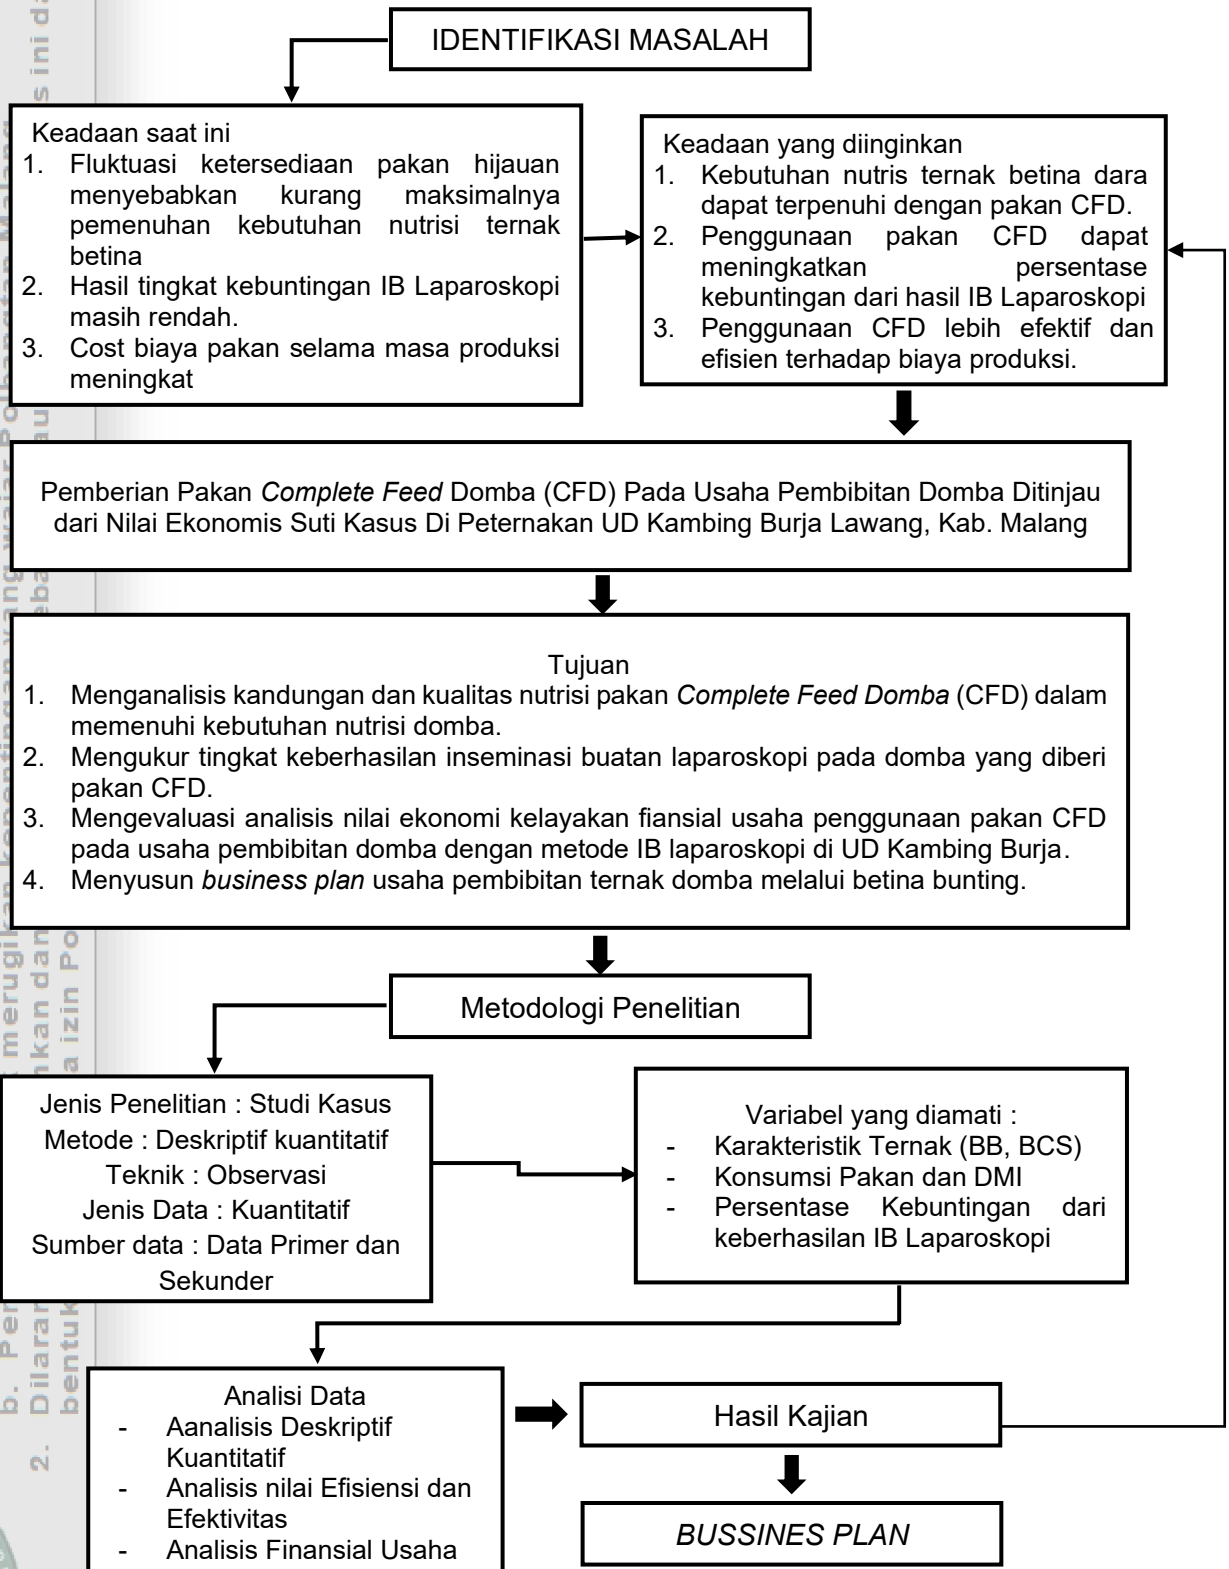 IDENTIFIKASI MASALAH
Keadaan saat ini
1. Fluktuasi ketersediaan pakan hijauan
menyebabkan kurang maksimalnya
pemenuhan kebutuhan nutrisi ternak
betina
2. Hasil tingkat kebuntingan IB Laparoskopi
masih rendah.
3. Cost biaya pakan selama masa produksi
meningkat
Keadaan yang diinginkan
1. Kebutuhan nutris ternak betina dara
dapat terpenuhi dengan pakan CFD.
2. Penggunaan pakan CFD dapat
meningkatkan persentase
kebuntingan dari hasil IB Laparoskopi
3. Penggunaan CFD lebih efektif dan
efisien terhadap biaya produksi.
Pemberian Pakan Complete Feed Domba (CFD) Pada Usaha Pembibitan Domba Ditinjau
dari Nilai Ekonomis Suti Kasus Di Peternakan UD Kambing Burja Lawang, Kab. Malang
Tujuan
1. Menganalisis kandungan dan kualitas nutrisi pakan Complete Feed Domba (CFD) dalam
memenuhi kebutuhan nutrisi domba.
2. Mengukur tingkat keberhasilan inseminasi buatan laparoskopi pada domba yang diberi
pakan CFD.
3. Mengevaluasi analisis nilai ekonomi kelayakan fiansial usaha penggunaan pakan CFD
pada usaha pembibitan domba dengan metode IB laparoskopi di UD Kambing Burja.
4. Menyusun business plan usaha pembibitan ternak domba melalui betina bunting.
Metodologi Penelitian
Jenis Penelitian : Studi Kasus
Metode : Deskriptif kuantitatif
Teknik : Observasi
Jenis Data : Kuantitatif
Sumber data : Data Primer dan
Sekunder
Variabel yang diamati :
- Karakteristik Ternak (BB, BCS)
- Konsumsi Pakan dan DMI
- Persentase Kebuntingan dari
keberhasilan IB Laparoskopi
Analisi Data
- Aanalisis Deskriptif
Kuantitatif
- Analisis nilai Efisiensi dan
Efektivitas
- Analisis Finansial Usaha
Hasil Kajian
BUSSINES PLAN